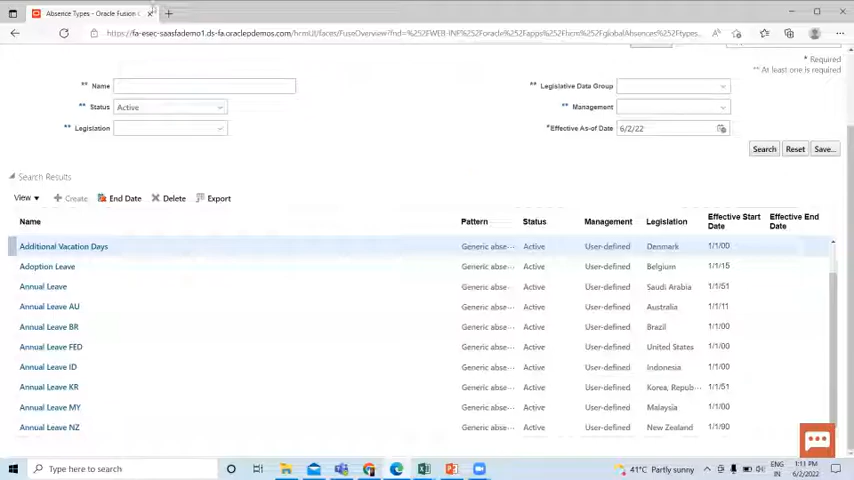 Absence Types - Oracle Fusion C
https://fa-esec-saasfademo1.ds-fa.oraclepdemos.com/hcmUI/faces/FuseOverview?fnd=%252FWEB-INF%252Foracle%252Fapps%252Fhcm%252FglobalAbsences%252Ftypes...
* Required
** At least one is required
** Name
** Legislative Data Group
** Status Active
** Management
** Legislation
*Effective As-of Date 6/2/22
Search Reset Save...
Search Results
View Create End Date Delete Export
Name Pattern Status Management Legislation Effective Start Date Effective End Date
Additional Vacation Days Generic abse··· Active User-defined Denmark 1/1/00
Adoption Leave Generic abse··· Active User-defined Belgium 1/1/15
Annual Leave Generic abse··· Active User-defined Saudi Arabia 1/1/51
Annual Leave AU Generic abse··· Active User-defined Australia 1/1/11
Annual Leave BR Generic abse··· Active User-defined Brazil 1/1/00
Annual Leave FED Generic abse··· Active User-defined United States 1/1/00
Annual Leave ID Generic abse··· Active User-defined Indonesia 1/1/00
Annual Leave KR Generic abse··· Active User-defined Korea, Repub··· 1/1/51
Annual Leave MY Generic abse··· Active User-defined Malaysia 1/1/00
Annual Leave NZ Generic abse··· Active User-defined New Zealand 1/1/90
Type here to search
41°C Partly sunny
ENG
IN
1:11 PM
6/2/2022